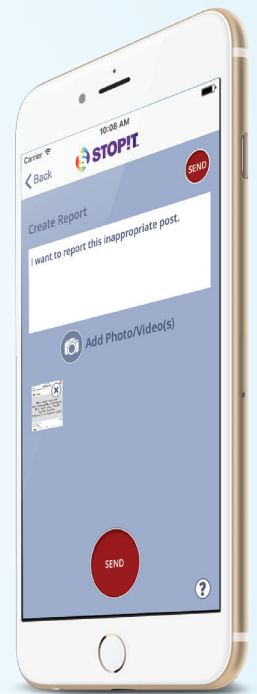 Carrier
10:08 AM
Back
STOP!T
SEND
Create Report
I want to report this inappropriate post.
Add Photo/Video(s)
SEND
?